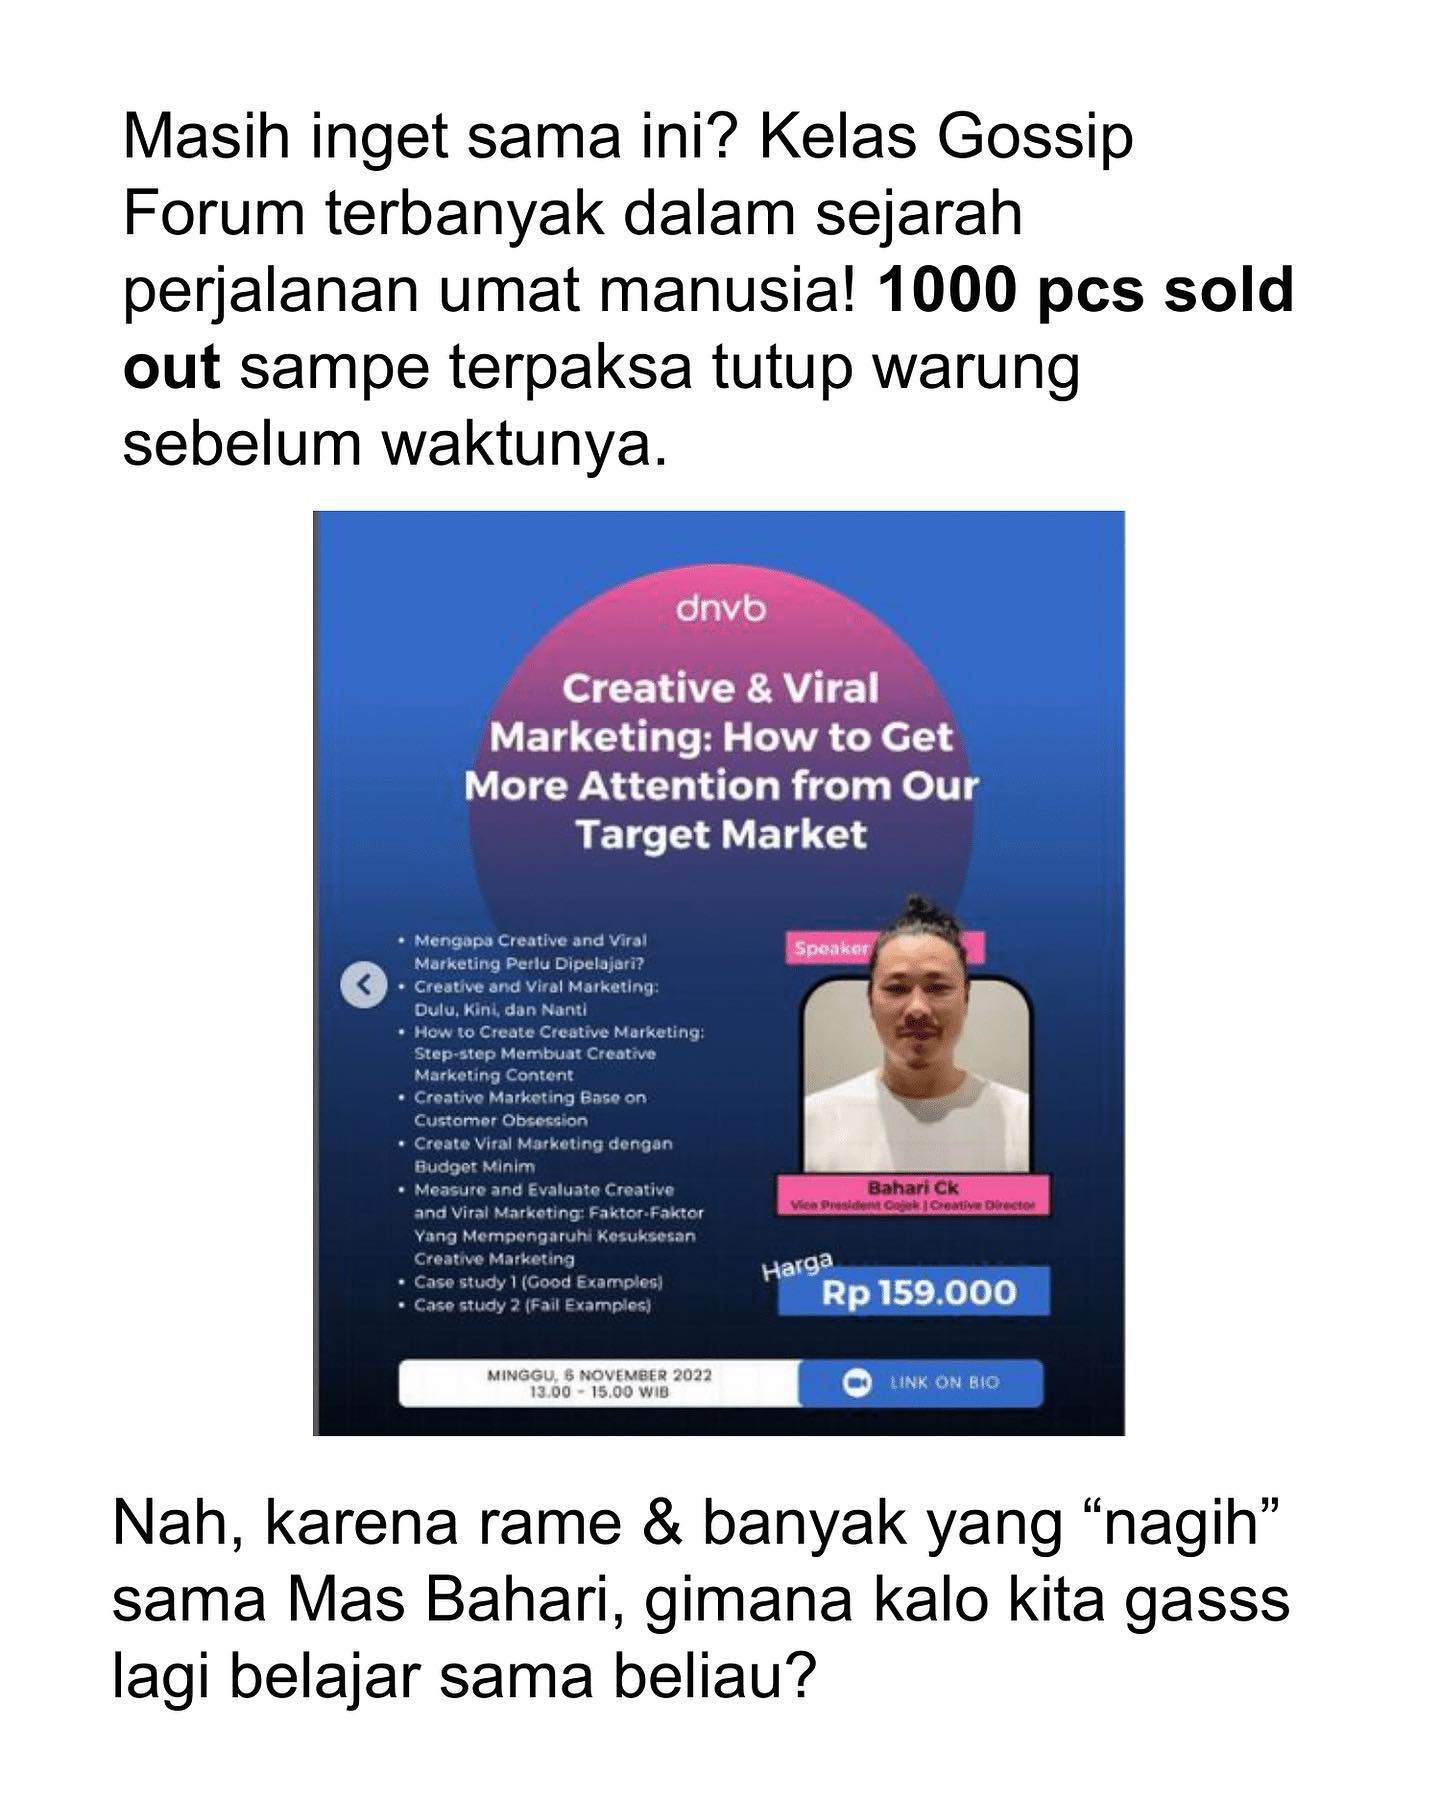 Masih inget sama ini? Kelas Gossip
Forum terbanyak dalam sejarah
perjalanan umat manusia! 1000 pcs sold
out sampe terpaksa tutup warung
sebelum waktunya.
dnvb
Creative & Viral
Marketing: How to Get
More Attention from Our
Target Market
• Mengapa Creative and Viral
Marketing Perlu Dipelajari?
• Creative and Viral Marketing:
Dulu, Kini, dan Nanti
• How to Create Creative Marketing:
Step-step Membuat Creative
Marketing Content
• Creative Marketing Base on
Customer Obsession
• Create Viral Marketing dengan
Budget Minim
• Measure and Evaluate Creative
and Viral Marketing: Faktor-Faktor
Yang Mempengaruhi Kesuksesan
Creative Marketing
• Case study 1 (Good Examples)
• Case study 2 (Fail Examples)
Speaker
Bahari Ck
Vice President Gojek | Creative Director
Harga
Rp 159.000
MINGGU, 6 NOVEMBER 2022
13.00 - 15.00 WIB
LINK ON BIO
Nah, karena rame & banyak yang “nagih”
sama Mas Bahari, gimana kalo kita gasss
lagi belajar sama beliau?